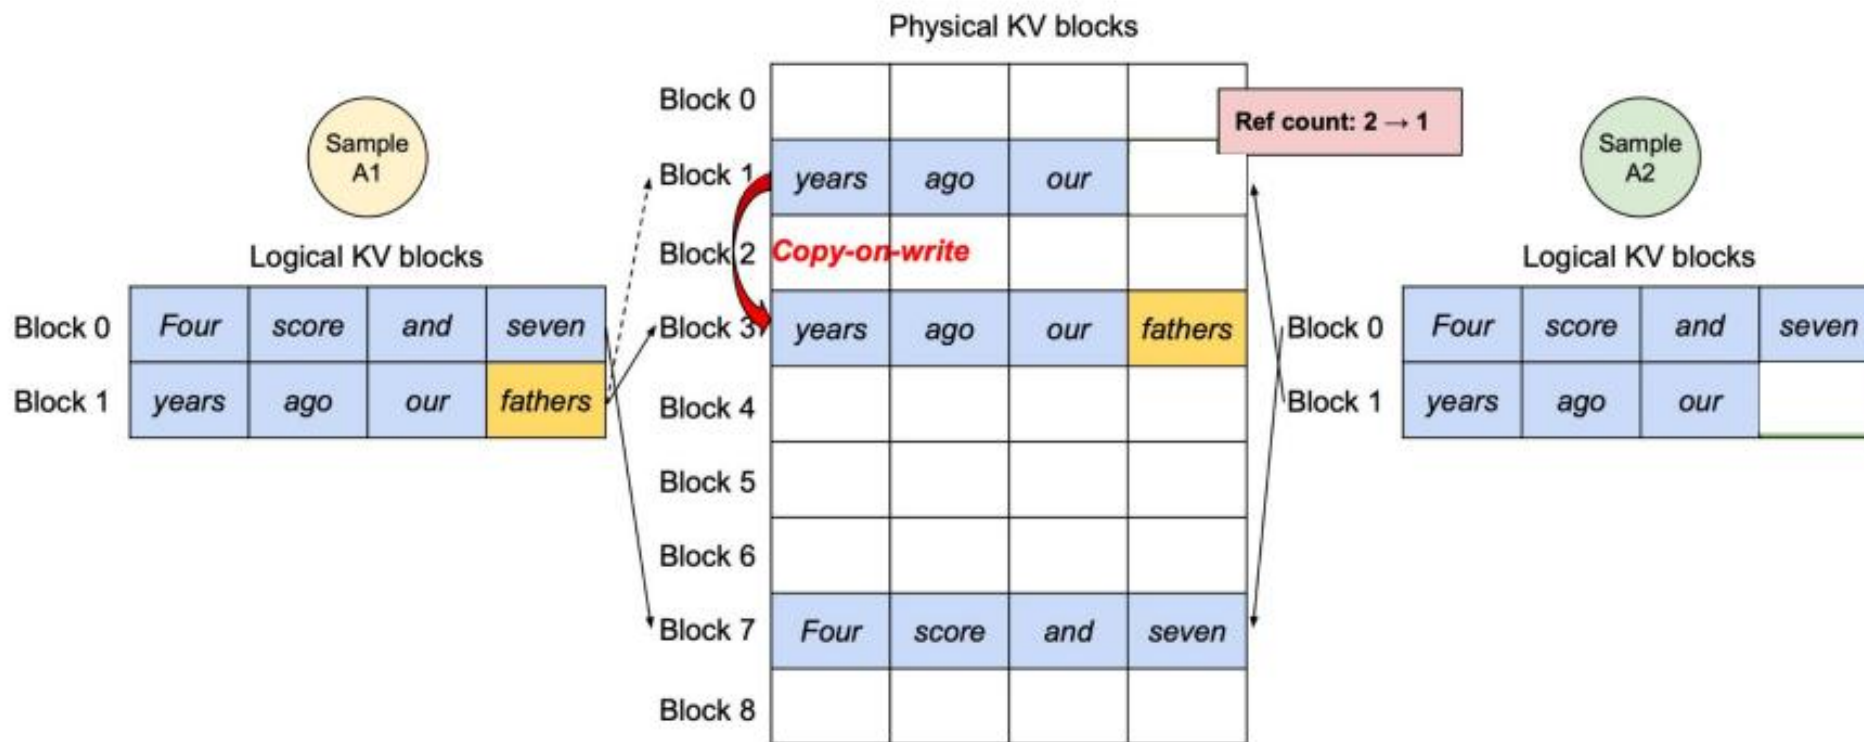 Physical KV blocks
Block 0
Ref count: 2 → 1
Sample
A1
Sample
A2
Block 1 years ago our
Logical KV blocks
Block 2 Copy-on-write
Logical KV blocks
Block 0 Four score and seven
Block 3 years ago our fathers
Block 0 Four score and seven
Block 1 years ago our fathers
Block 4
Block 1 years ago our
Block 5
Block 6
Block 7 Four score and seven
Block 8